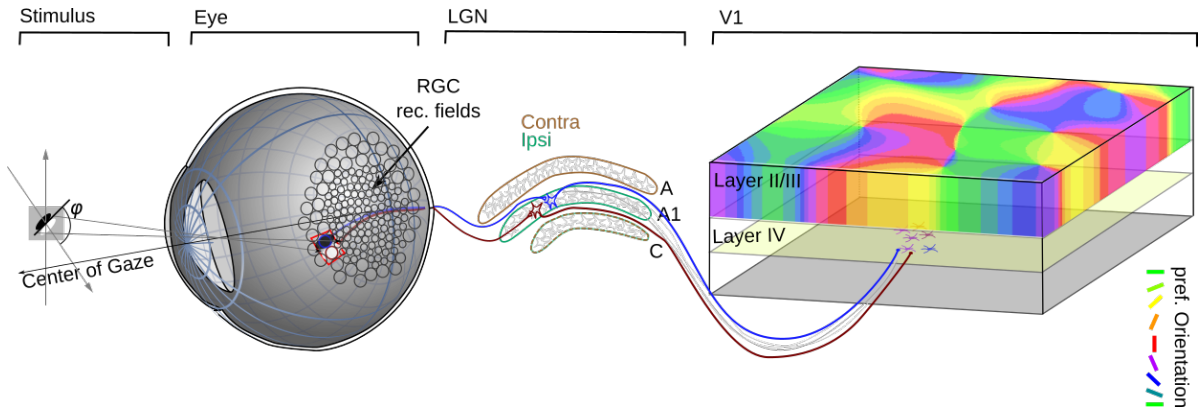 Stimulus
Eye
LGN
V1
RGC
rec. fields
Contra
Ipsi
φ
Center of Gaze
A
A1
C
Layer II/III
Layer IV
pref. Orientation